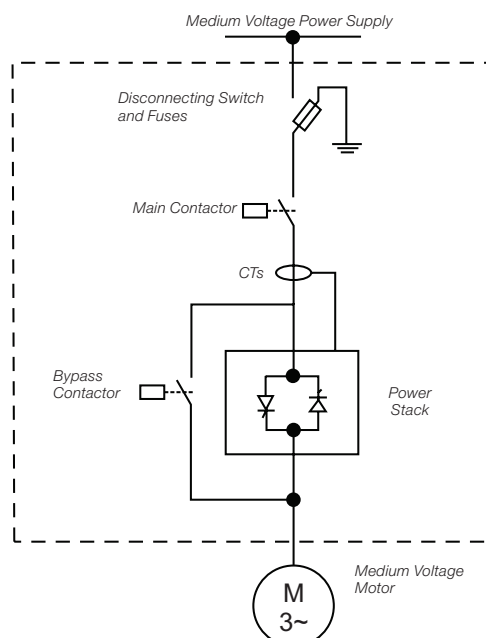 Medium Voltage Power Supply
Disconnecting Switch
and Fuses
Main Contactor
CTs
Bypass
Contactor
Power
Stack
Medium Voltage
Motor
M
3~